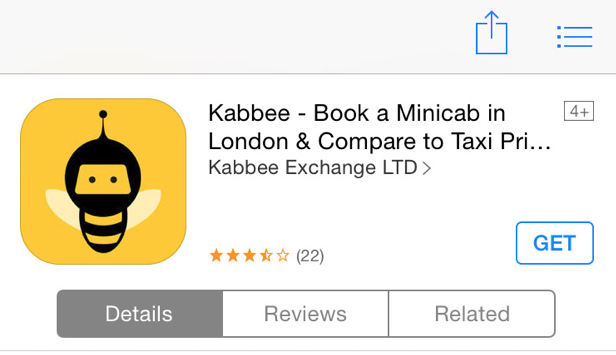 Kabbee - Book a Minicab in
4+
London & Compare to Taxi Pri...
Kabbee Exchange LTD
GET
(22)
Details
Reviews
Related